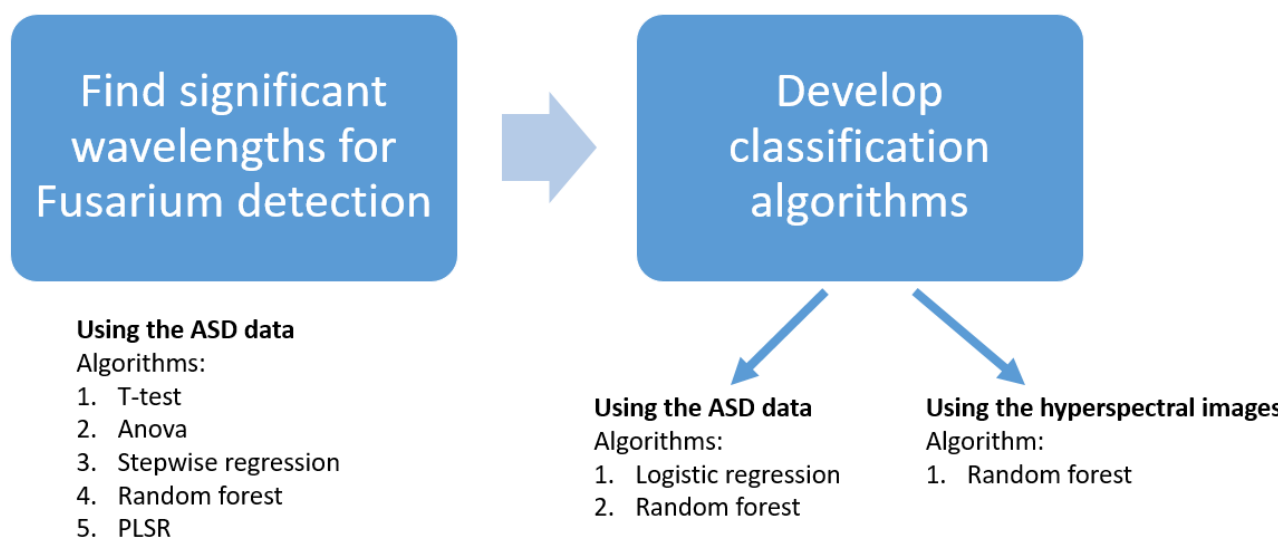 Find significant
wavelengths for
Fusarium detection
Develop
classification
algorithms
Using the ASD data
Algorithms:
1. T-test
2. Anova
3. Stepwise regression
4. Random forest
5. PLSR
Using the ASD data
Algorithms:
1. Logistic regression
2. Random forest
Using the hyperspectral images
Algorithm:
1. Random forest